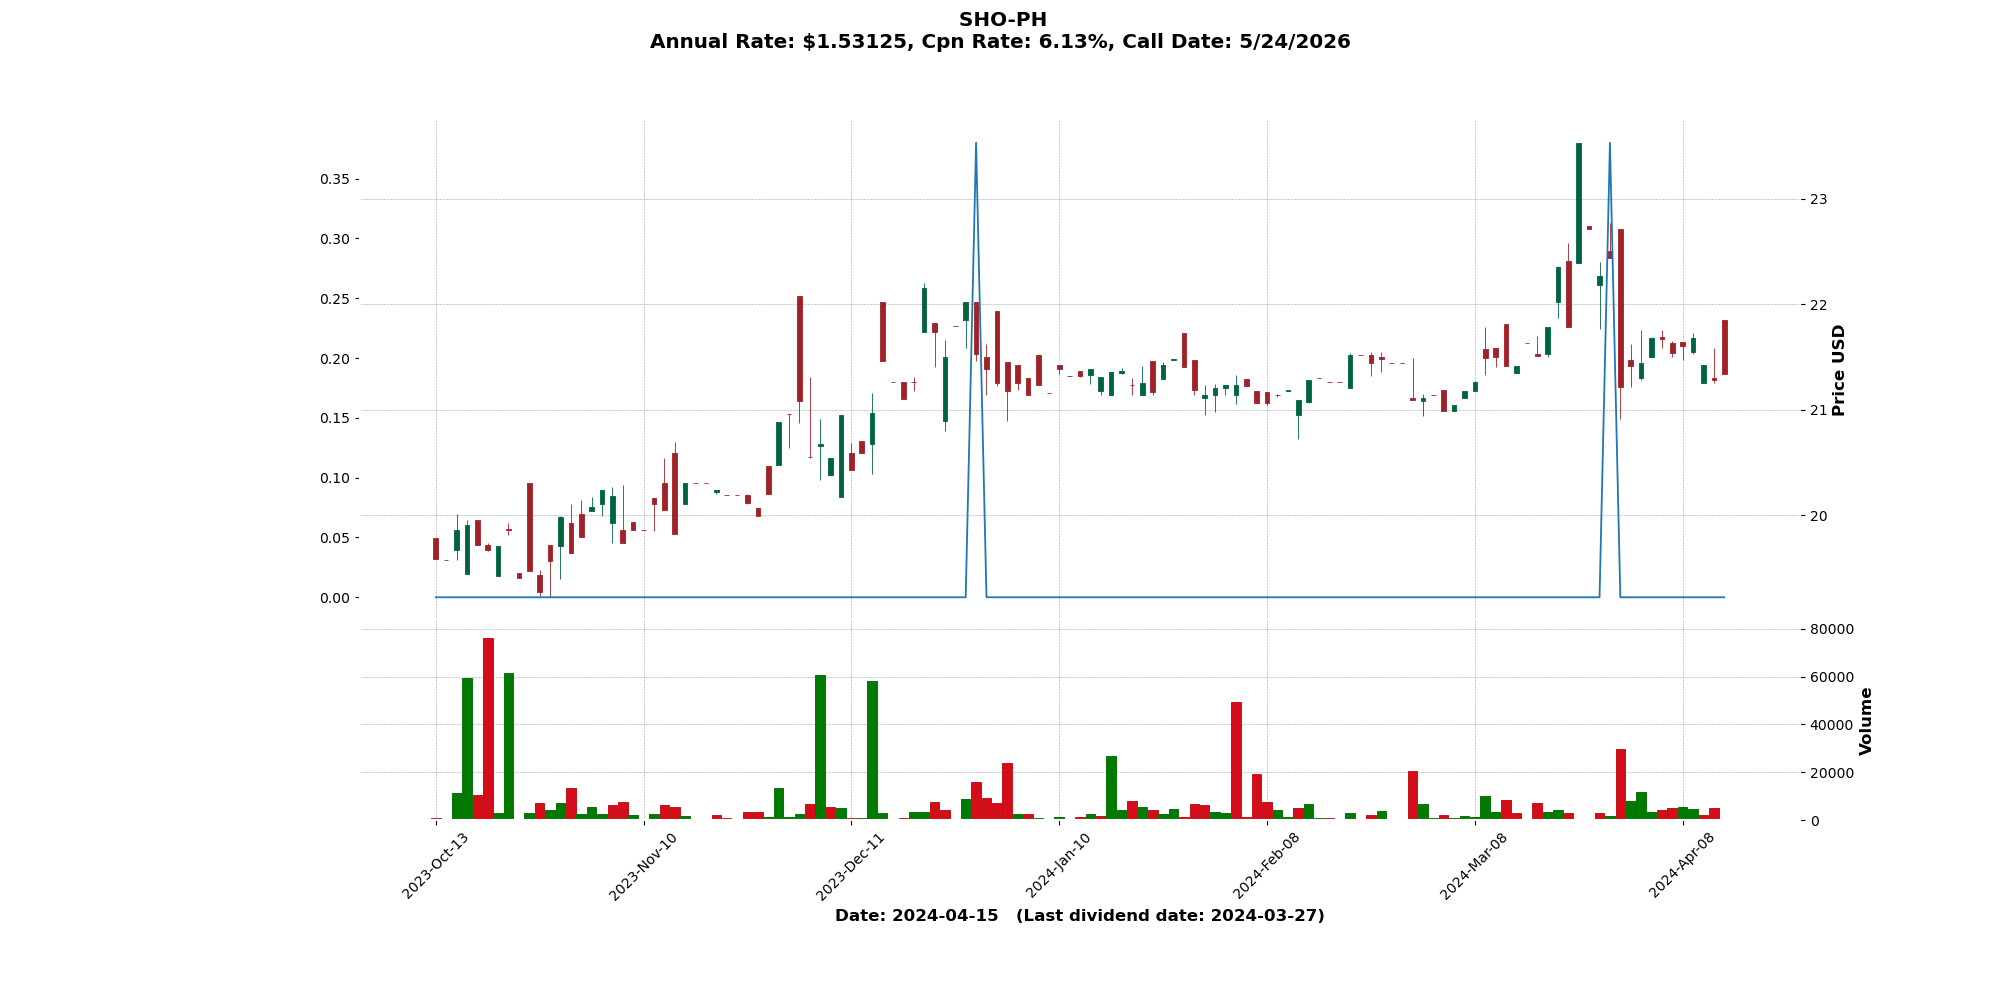 SHO-PH
Annual Rate: $1.53125, Cpn Rate: 6.13%, Call Date: 5/24/2026
0.35
0.30
0.25
0.20
0.15
0.10
0.05
0.00
23
22
21
20
Price USD
80000
60000
40000
20000
0
Volume
2023-Oct-13
2023-Nov-10
2023-Dec-11
2024-Jan-10
2024-Feb-08
2024-Mar-08
2024-Apr-08
Date: 2024-04-15 (Last dividend date: 2024-03-27)